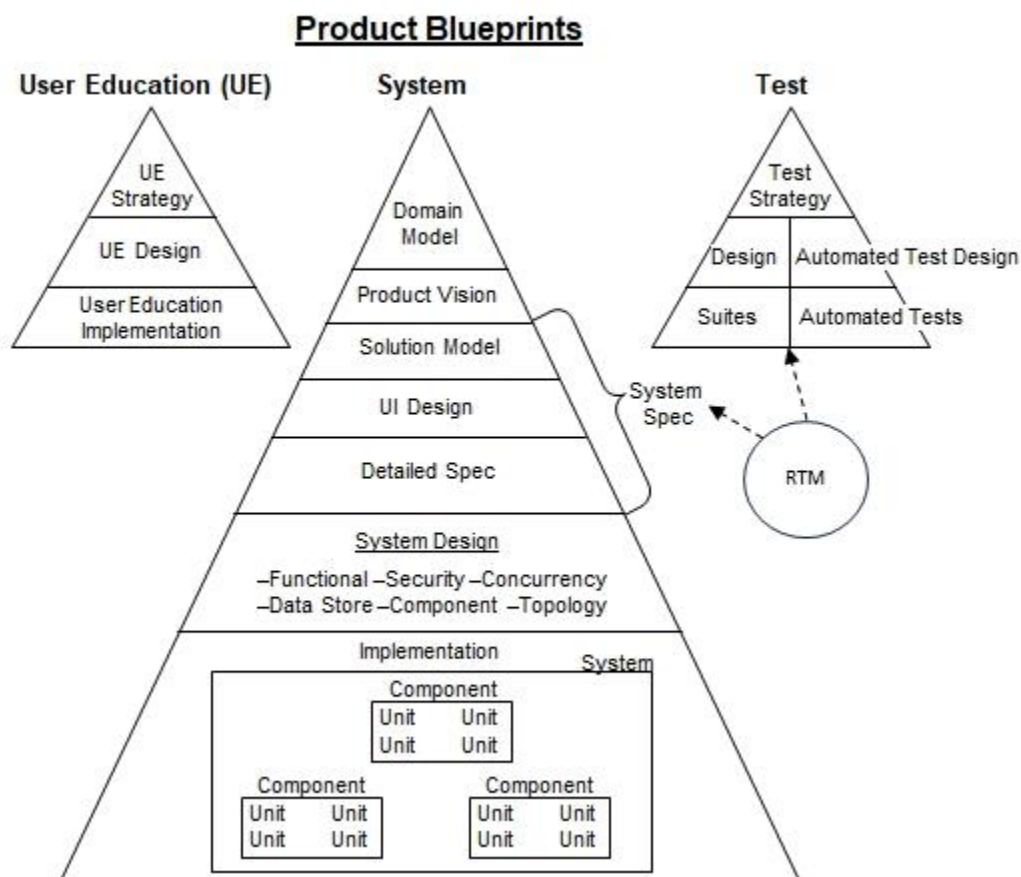 Product Blueprints
User Education (UE)
UE
Strategy
UE Design
User Education
Implementation
System
Domain
Model
Product Vision
Solution Model
UI Design
Detailed Spec
System
Spec
System Design
–Functional –Security –Concurrency
–Data Store –Component –Topology
Implementation
System
Component
Unit Unit
Unit Unit
Component
Unit Unit
Unit Unit
Component
Unit Unit
Unit Unit
Test
Test
Strategy
Design Automated Test Design
Suites Automated Tests
RTM